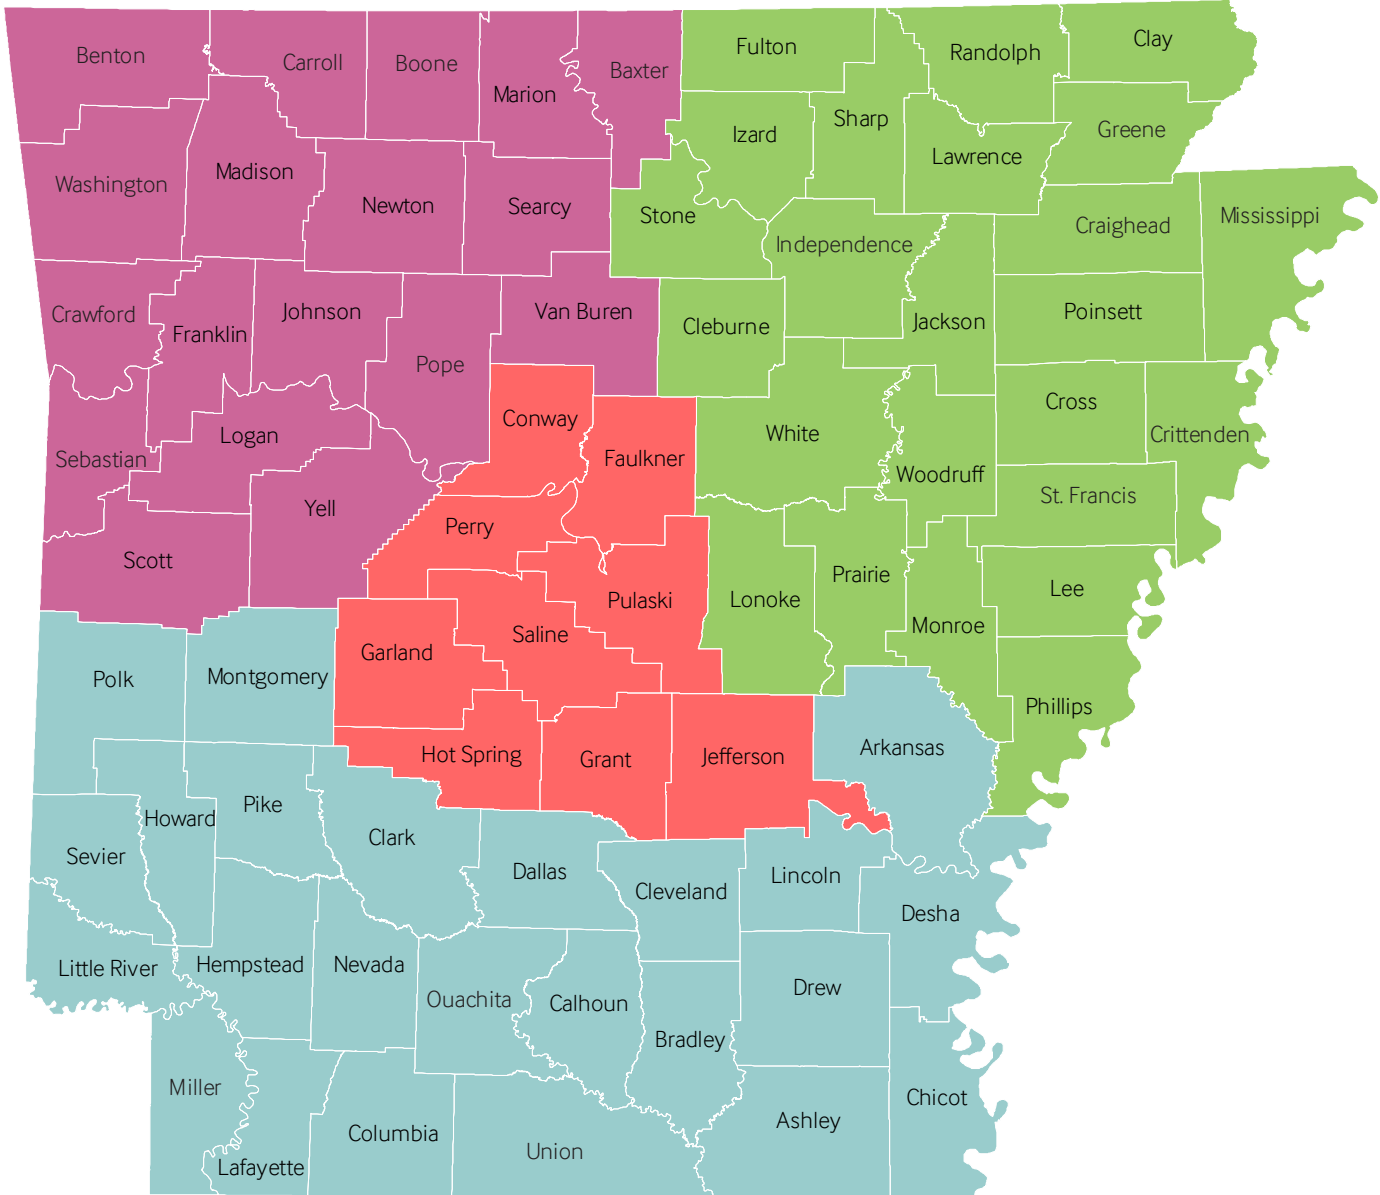 Benton
Carroll
Boone
Marion
Baxter
Fulton
Randolph
Clay
Izard
Sharp
Lawrence
Greene
Washington
Madison
Newton
Searcy
Stone
Independence
Craighead
Mississippi
Crawford
Franklin
Johnson
Pope
Van Buren
Cleburne
Jackson
Poinsett
Sebastian
Logan
Conway
Faulkner
White
Woodruff
Cross
Crittenden
St. Francis
Scott
Yell
Perry
Pulaski
Lonoke
Prairie
Monroe
Lee
Polk
Montgomery
Garland
Saline
Phillips
Hot Spring
Grant
Jefferson
Arkansas
Sevier
Howard
Pike
Clark
Dallas
Cleveland
Lincoln
Desha
Little River
Hempstead
Nevada
Ouachita
Calhoun
Bradley
Drew
Miller
Lafayette
Columbia
Union
Ashley
Chicot